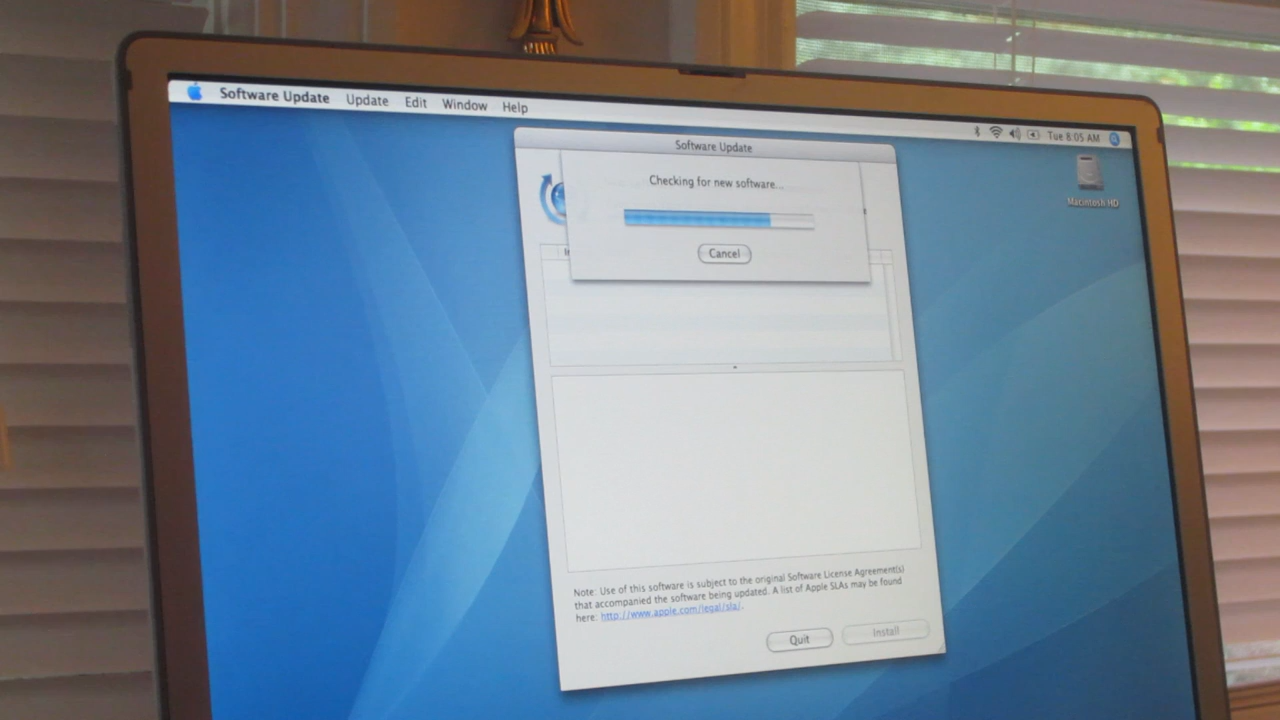 Software Update Update Edit Window Help
Tue 8:05 AM
Macintosh HD
Software Update
Checking for new software...
Cancel
Note: Use of this software is subject to the original Software License Agreement(s)
that accompanied the software being updated. A list of Apple SLAs may be found
here: http://www.apple.com/legal/sla/.
Quit Install